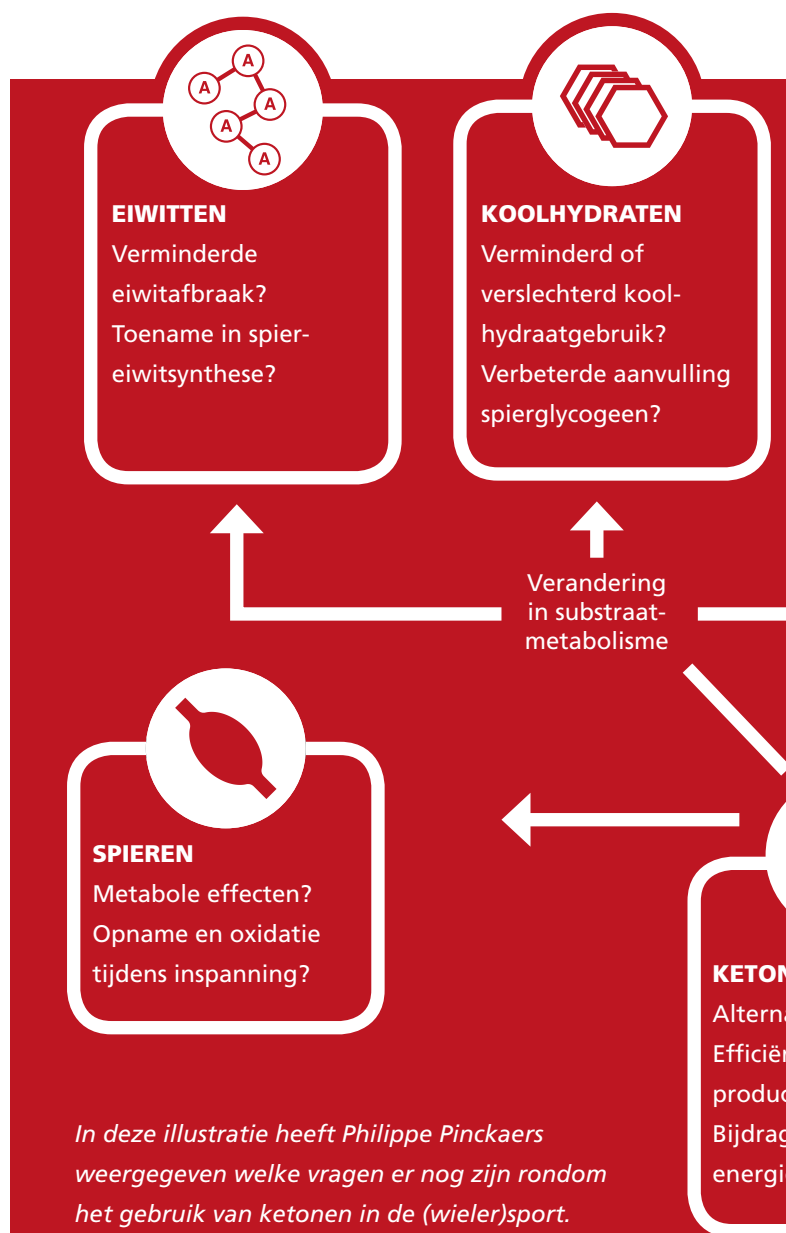 A
A
A
A
A
EIWITTEN
Verminderde
eiwitafbraak?
Toename in spier-
eiwitsynthese?
KOOLHYDRATEN
Verminderd of
verslechterd kool-
hydraatgebruik?
Verbeterde aanvulling
spierglycogeen?
Verandering
in substraat-
metabolisme
SPIEREN
Metabole effecten?
Opname en oxidatie
tijdens inspanning?
In deze illustratie heeft Philippe Pinckaers
weergegeven welke vragen er nog zijn rondom
het gebruik van ketonen in de (wieler)sport.